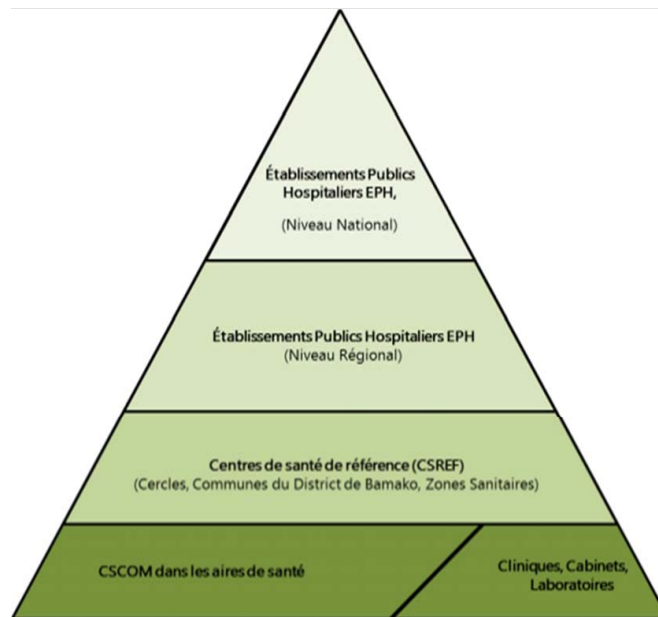 Établissements Publics
Hospitaliers EPH,
(Niveau National)
Établissements Publics Hospitaliers EPH
(Niveau Régional)
Centres de santé de référence (CSREF)
(Cercles, Communes du District de Bamako, Zones Sanitaires)
CSCOM dans les aires de santé
Cliniques, Cabinets,
Laboratoires